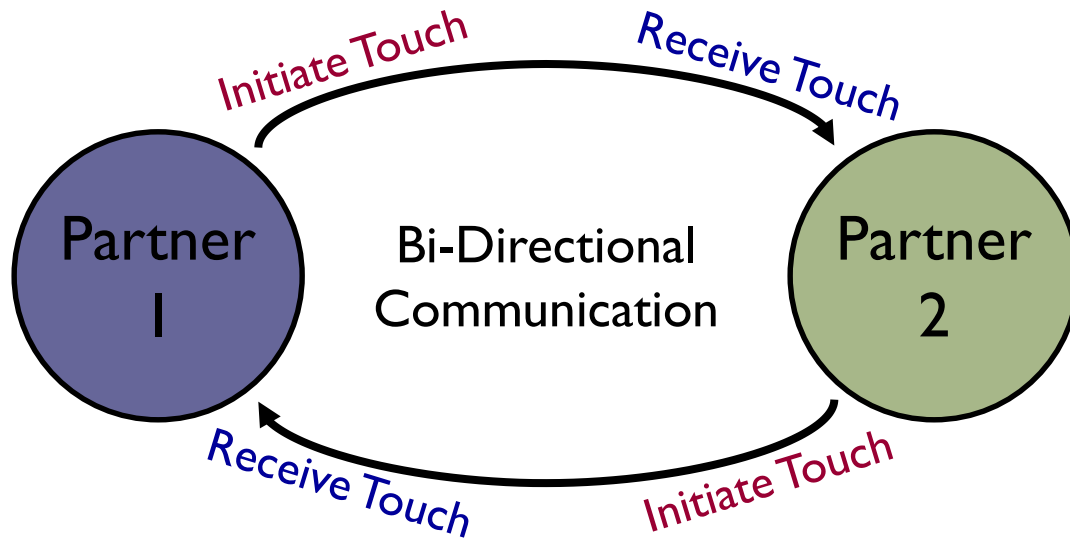 Initiate Touch
Receive Touch
Partner
1
Bi-Directional
Communication
Partner
2
Receive Touch
Initiate Touch